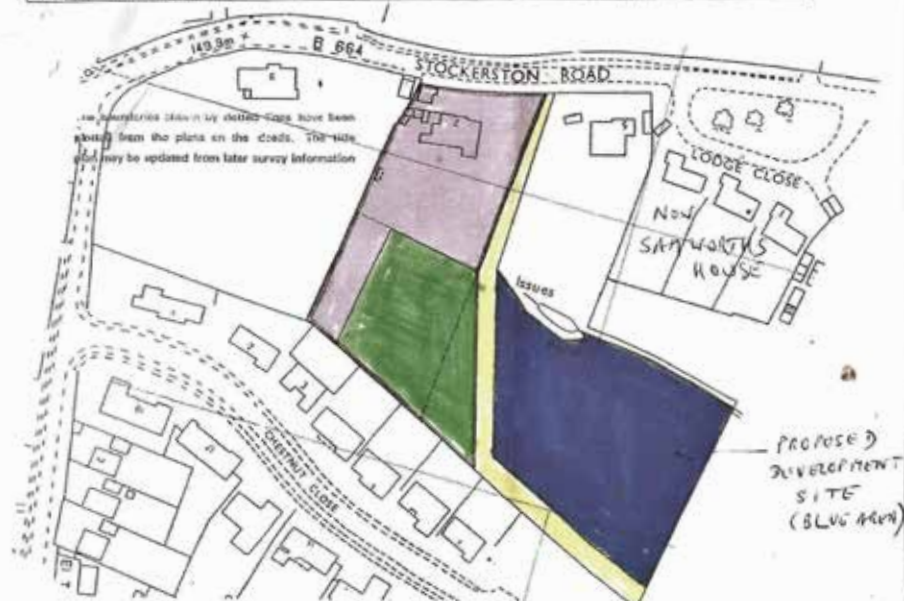 149.9m
B 664
STOCKERSTON ROAD
boundaries shown by dotted lines have been
from the plans on the deeds. The title
may be updated from later survey information
LODGE CLOSE
NOW
SAMWORTHS
HOUSE
Issues
CHESTNUT CLOSE
PROPOSED
DEVELOPMENT
SITE
(BLUE AREA)